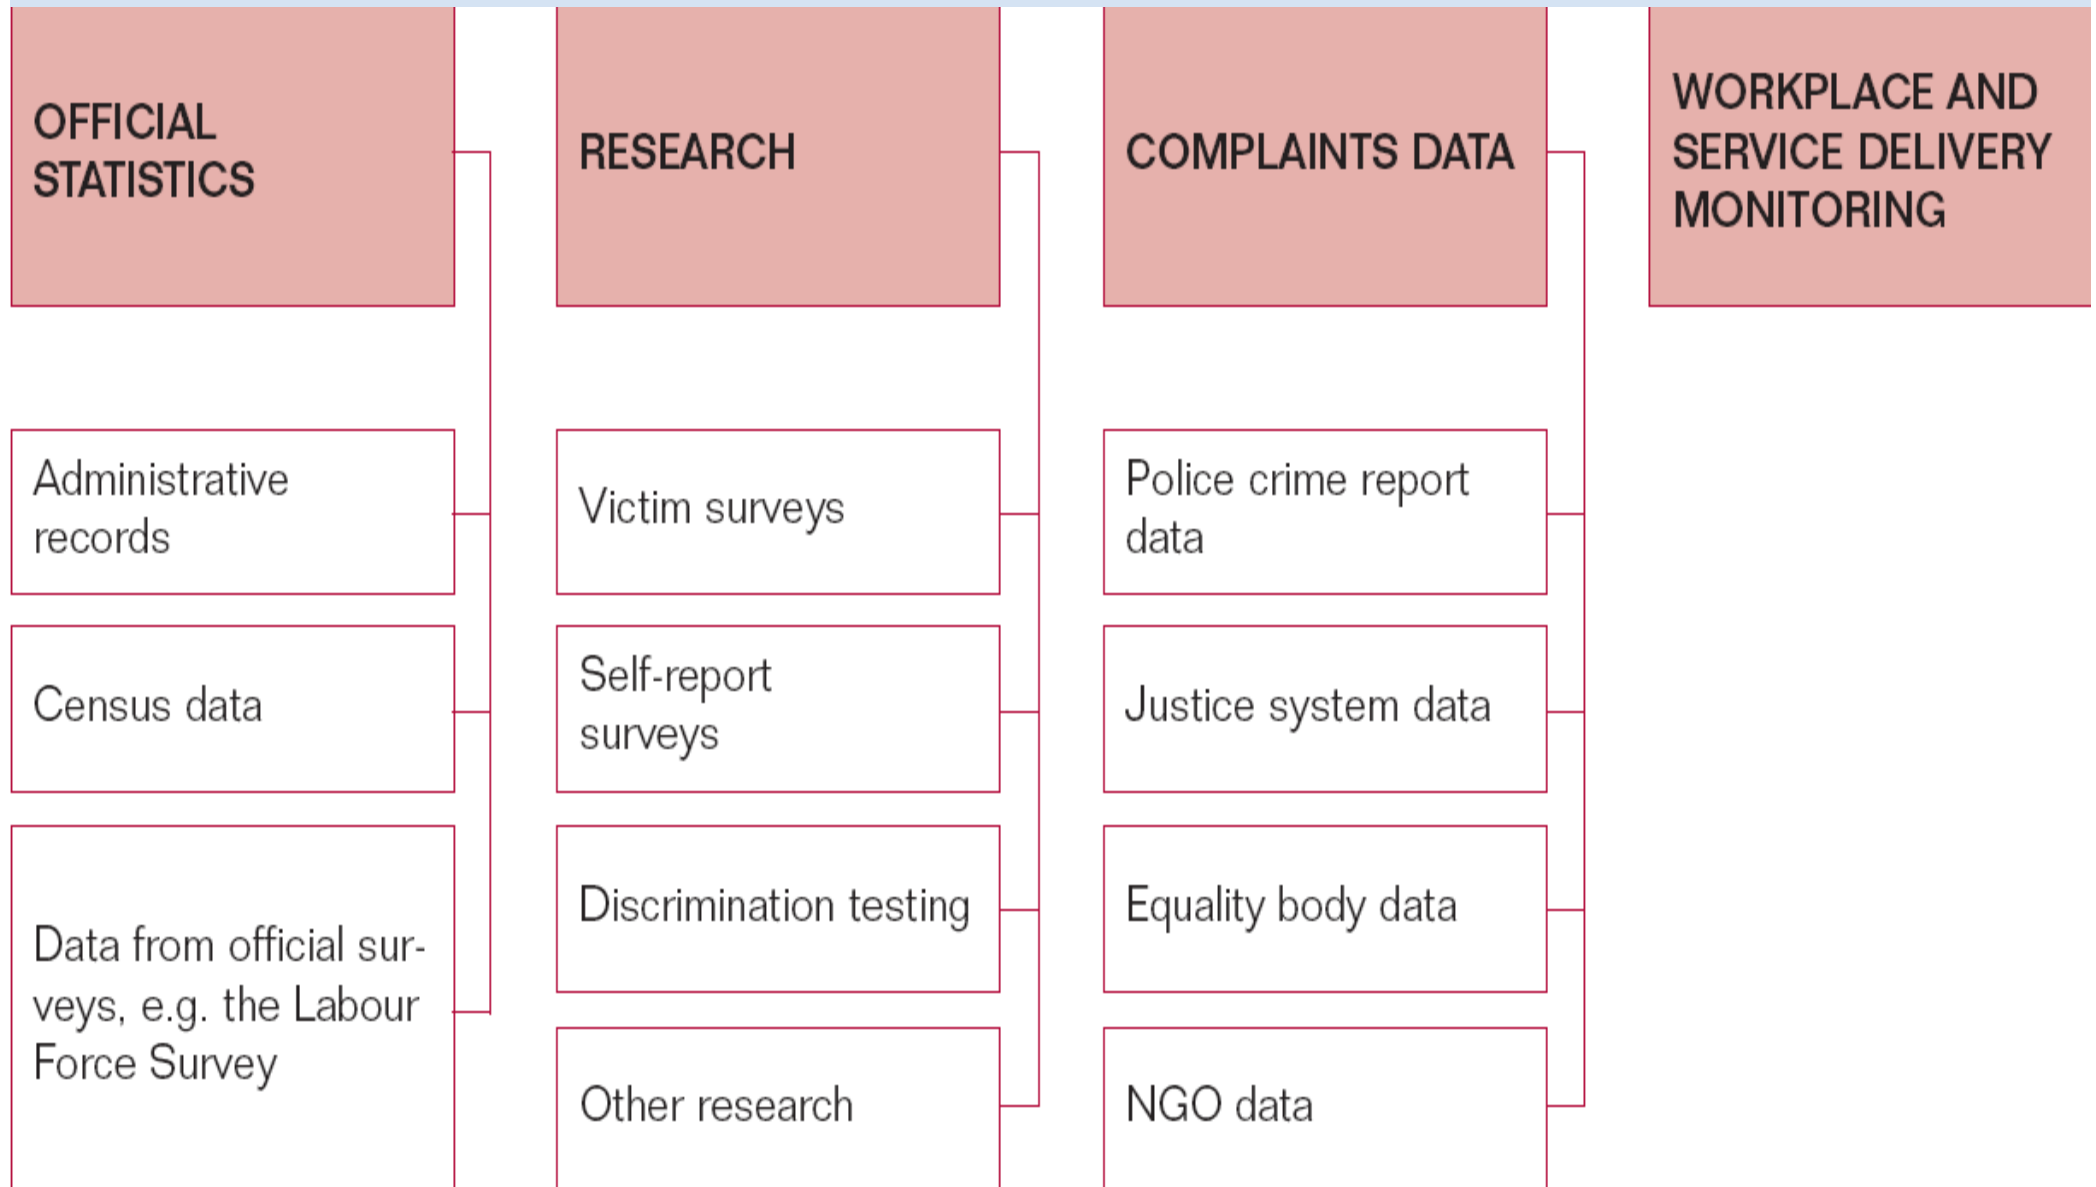 OFFICIAL
STATISTICS
Administrative
records
Census data
Data from official sur-
veys, e.g. the Labour
Force Survey
RESEARCH
Victim surveys
Self-report
surveys
Discrimination testing
Other research
COMPLAINTS DATA
Police crime report
data
Justice system data
Equality body data
NGO data
WORKPLACE AND
SERVICE DELIVERY
MONITORING